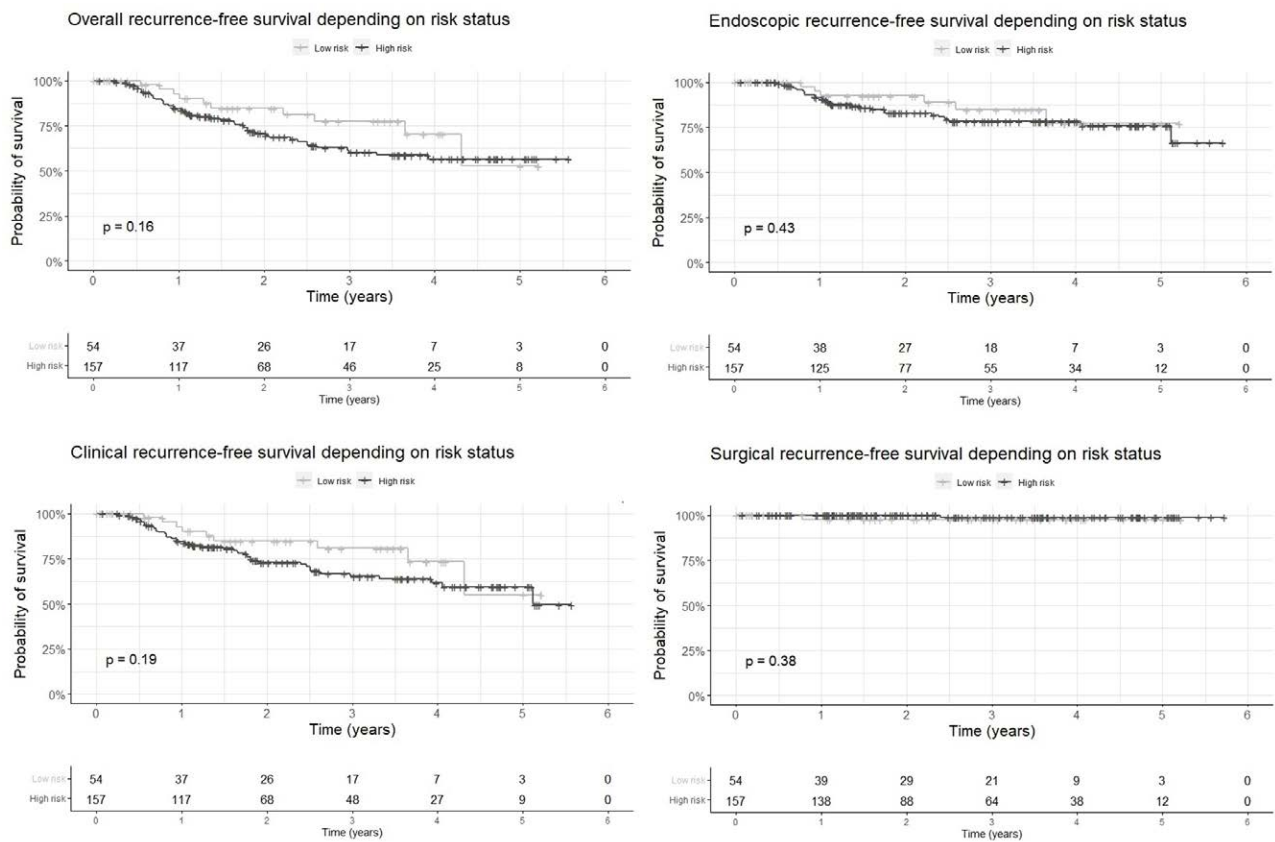 Overall recurrence-free survival depending on risk status
Low risk High risk
Probability of survival
100%
75%
50%
25%
0%
p = 0.16
0 1 2 3 4 5 6
Time (years)
Low risk 54 37 26 17 7 3 0
High risk 157 117 68 46 25 8 0
0 1 2 3 4 5 6
Time (years)
Endoscopic recurrence-free survival depending on risk status
Low risk High risk
Probability of survival
100%
75%
50%
25%
0%
p = 0.43
0 1 2 3 4 5 6
Time (years)
Low risk 54 38 27 18 7 3 0
High risk 157 125 77 55 34 12 0
0 1 2 3 4 5 6
Time (years)
Clinical recurrence-free survival depending on risk status
Low risk High risk
Probability of survival
100%
75%
50%
25%
0%
p = 0.19
0 1 2 3 4 5 6
Time (years)
Low risk 54 37 26 17 7 3 0
High risk 157 117 68 48 27 9 0
0 1 2 3 4 5 6
Time (years)
Surgical recurrence-free survival depending on risk status
Low risk High risk
Probability of survival
100%
75%
50%
25%
0%
p = 0.38
0 1 2 3 4 5 6
Time (years)
Low risk 54 39 29 21 9 3 0
High risk 157 138 88 64 38 12 0
0 1 2 3 4 5 6
Time (years)